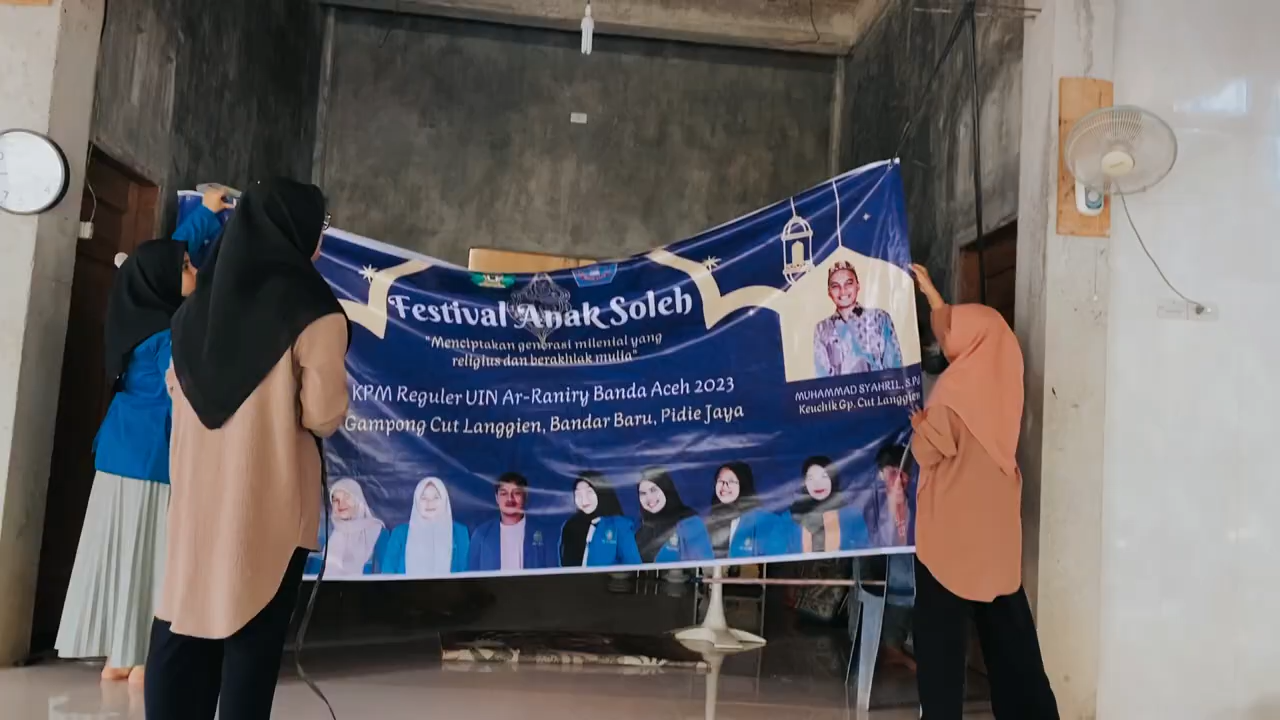 Festival Anak Soleh
"Menciptakan generasi milenial yang
religius dan berakhlak mulia"
KPM Reguler UIN Ar-Raniry Banda Aceh 2023
Gampong Cut Langgien, Bandar Baru, Pidie Jaya
MUHAMMAD SYAHRIL, S.Pd
Keuchik Gp. Cut Langgien